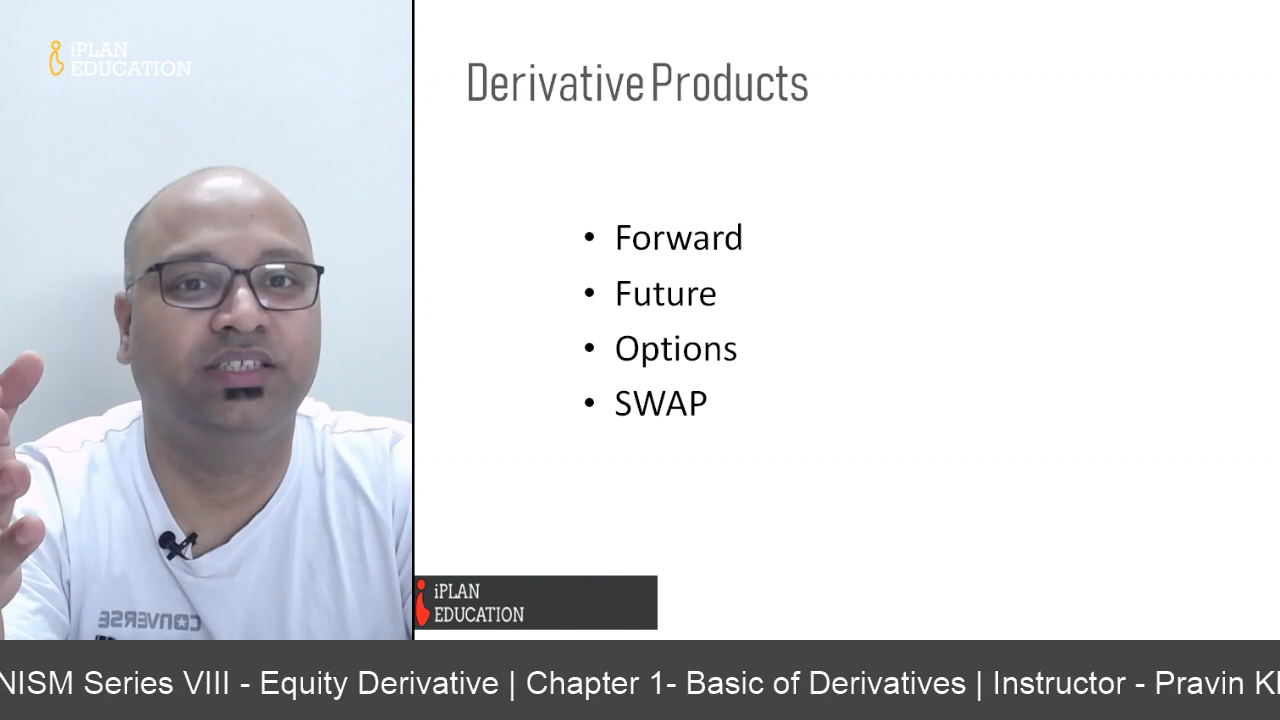 iPLAN
EDUCATION
Derivative Products
• Forward
• Future
• Options
• SWAP
CONVERSE
iPLAN
EDUCATION
NISM Series VIII - Equity Derivative | Chapter 1- Basic of Derivatives | Instructor - Pravin